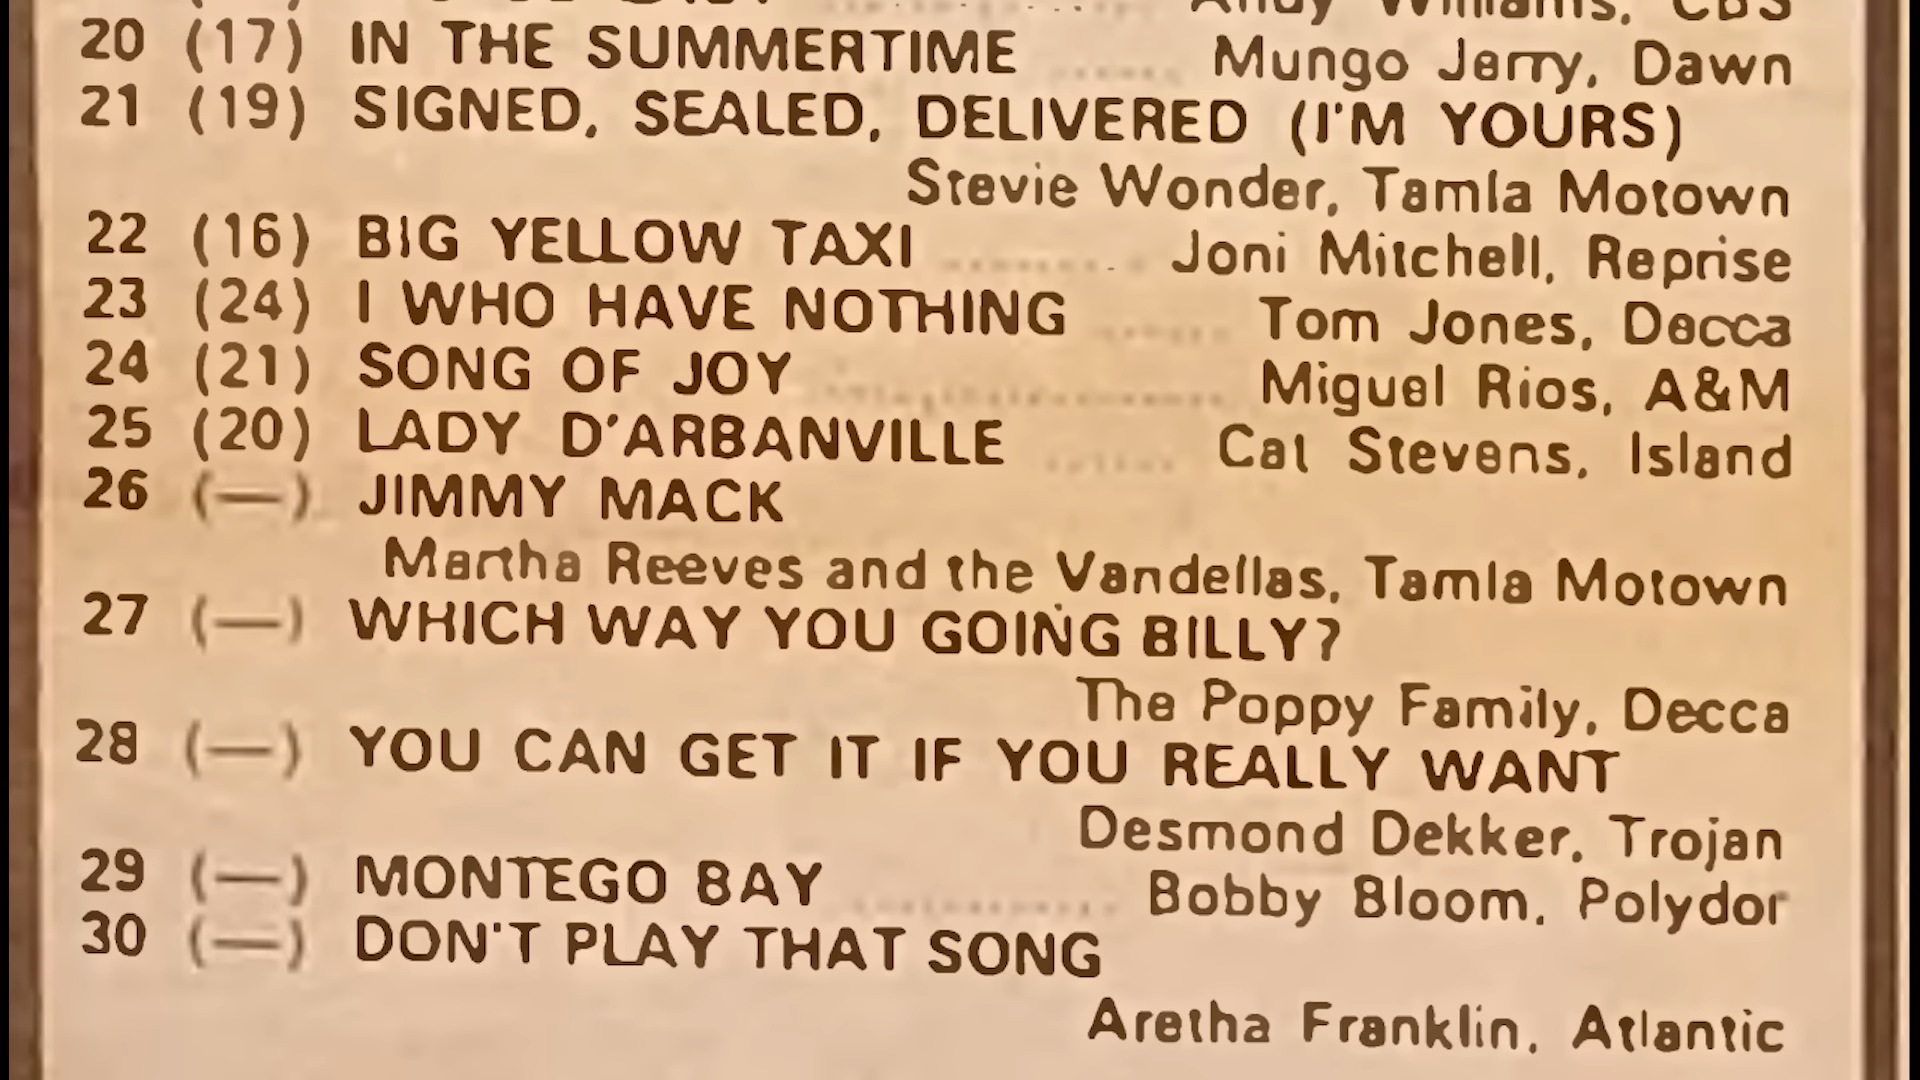 Andy Williams, CBS
20 (17) IN THE SUMMERTIME Mungo Jerry, Dawn
21 (19) SIGNED, SEALED, DELIVERED (I'M YOURS)
Stevie Wonder, Tamla Motown
22 (16) BIG YELLOW TAXI Joni Mitchell, Reprise
23 (24) I WHO HAVE NOTHING Tom Jones, Decca
24 (21) SONG OF JOY Miguel Rios, A&M
25 (20) LADY D'ARBANVILLE Cat Stevens, Island
26 (—) JIMMY MACK
Martha Reeves and the Vandellas, Tamla Motown
27 (—) WHICH WAY YOU GOING BILLY?
The Poppy Family, Decca
28 (—) YOU CAN GET IT IF YOU REALLY WANT
Desmond Dekker, Trojan
29 (—) MONTEGO BAY Bobby Bloom, Polydor
30 (—) DON'T PLAY THAT SONG
Aretha Franklin, Atlantic